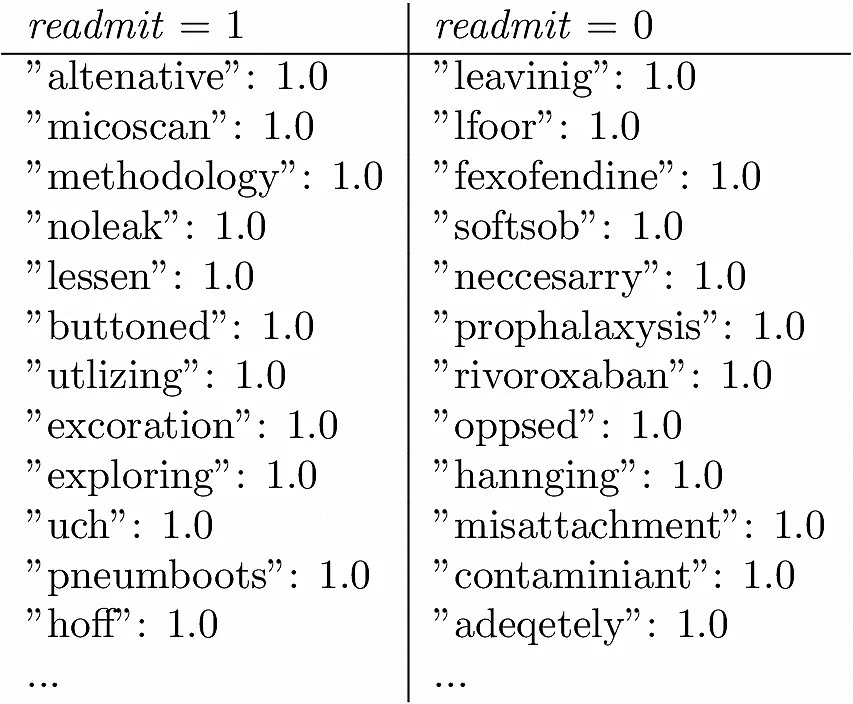 readmit = 1 readmit = 0
"altenative": 1.0 "leavinig": 1.0
"micoscan": 1.0 "lfoor": 1.0
"methodology": 1.0 "fexofendine": 1.0
"noleak": 1.0 "softsob": 1.0
"lessen": 1.0 "neccesarry": 1.0
"buttoned": 1.0 "prophalaxysis": 1.0
"utlizing": 1.0 "rivoroxaban": 1.0
"excoration": 1.0 "oppsed": 1.0
"exploring": 1.0 "hannging": 1.0
"uch": 1.0 "misattachment": 1.0
"pneumboots": 1.0 "contaminiant": 1.0
"hoff": 1.0 "adeqetely": 1.0
... ...